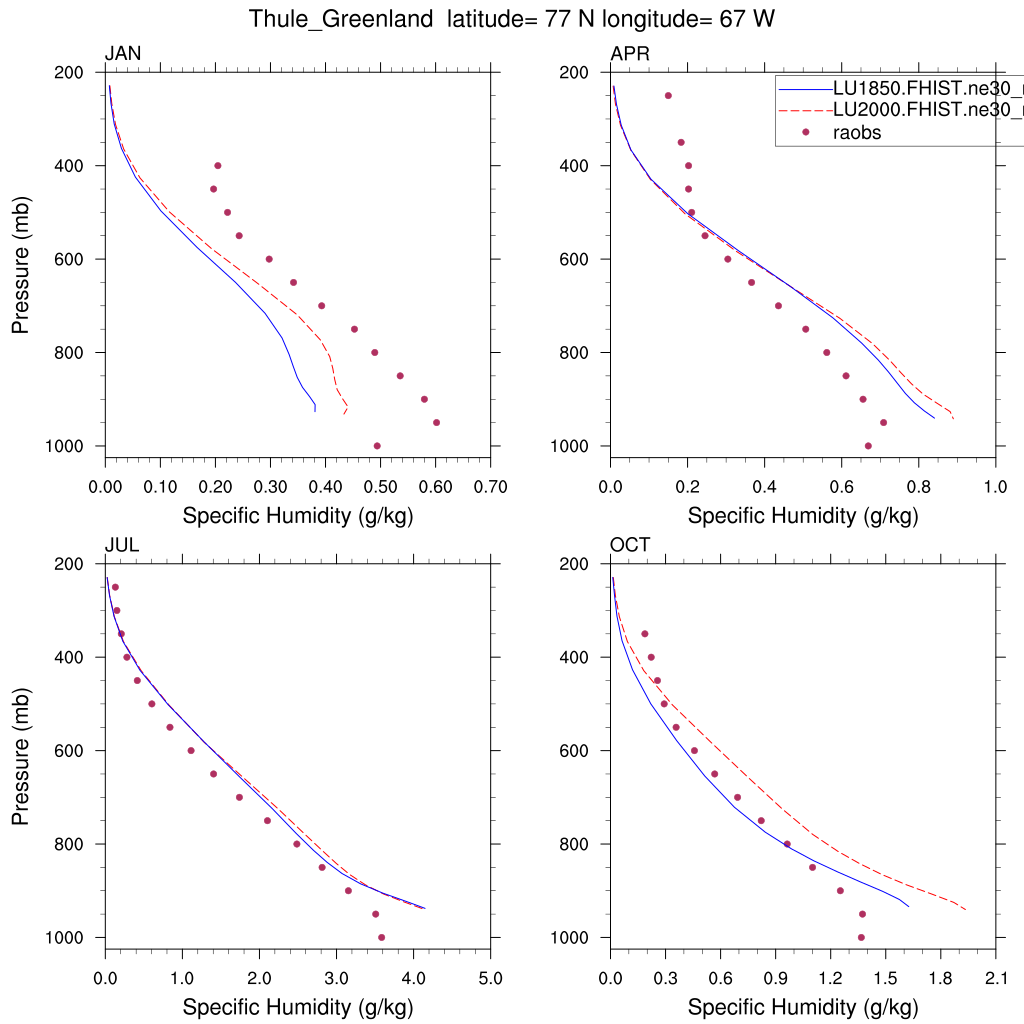 Thule_Greenland latitude= 77 N longitude= 67 W
JAN
200
400
600
800
1000
Pressure (mb)
0.00 0.10 0.20 0.30 0.40 0.50 0.60 0.70
Specific Humidity (g/kg)
APR
200
400
600
800
1000
LU1850.FHIST.ne30_
LU2000.FHIST.ne30_
raobs
0.0 0.2 0.4 0.6 0.8 1.0
Specific Humidity (g/kg)
JUL
200
400
600
800
1000
Pressure (mb)
0.0 1.0 2.0 3.0 4.0 5.0
Specific Humidity (g/kg)
OCT
200
400
600
800
1000
0.0 0.3 0.6 0.9 1.2 1.5 1.8 2.1
Specific Humidity (g/kg)